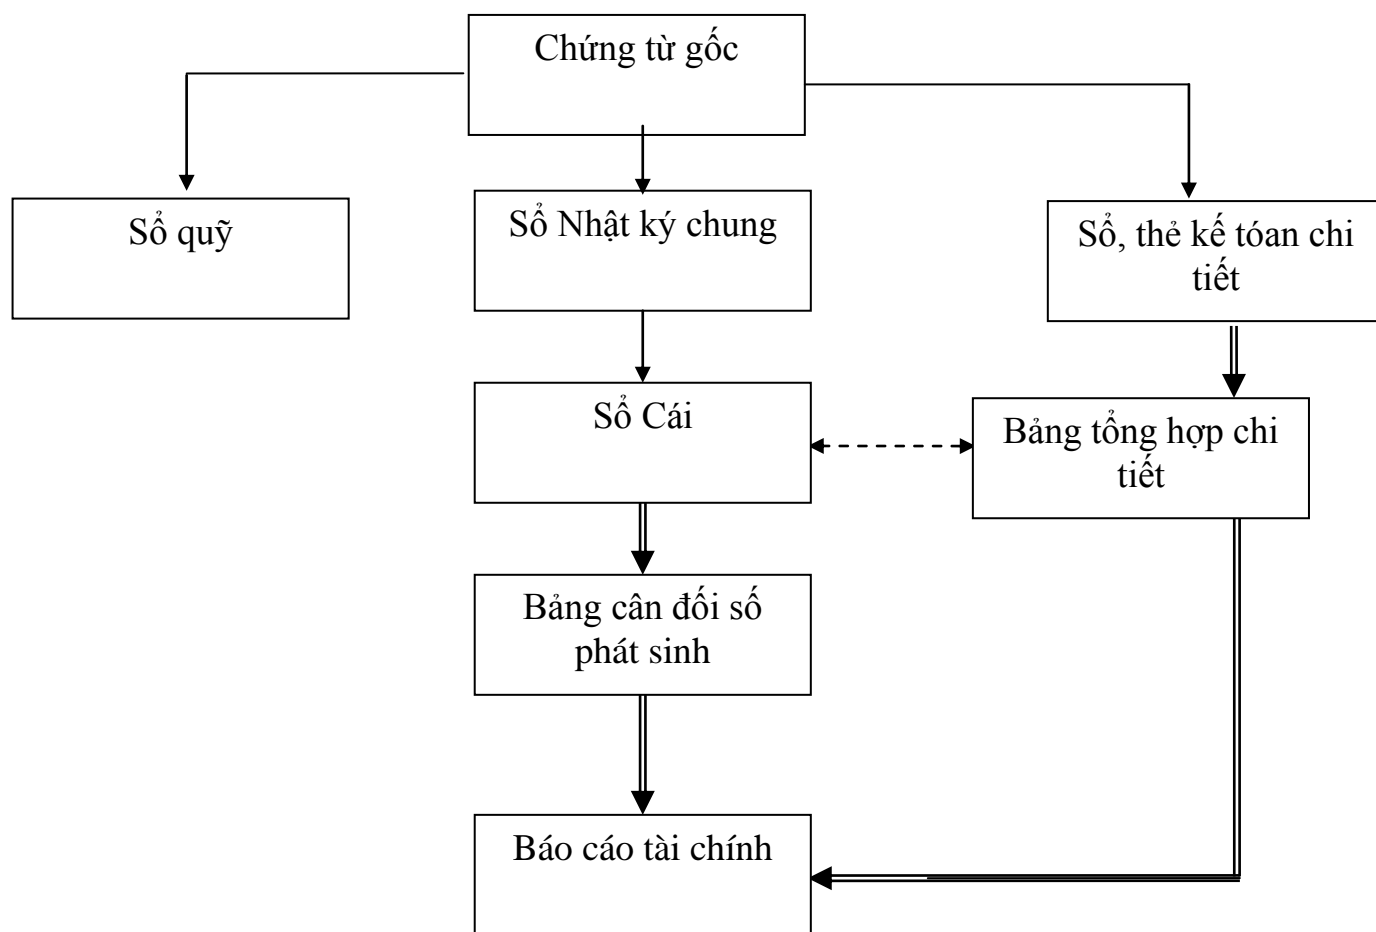 Chứng từ gốc
Sổ quỹ
Sổ Nhật ký chung
Sổ, thẻ kế tóan chi
tiết
Sổ Cái
Bảng tổng hợp chi
tiết
Bảng cân đối số
phát sinh
Báo cáo tài chính